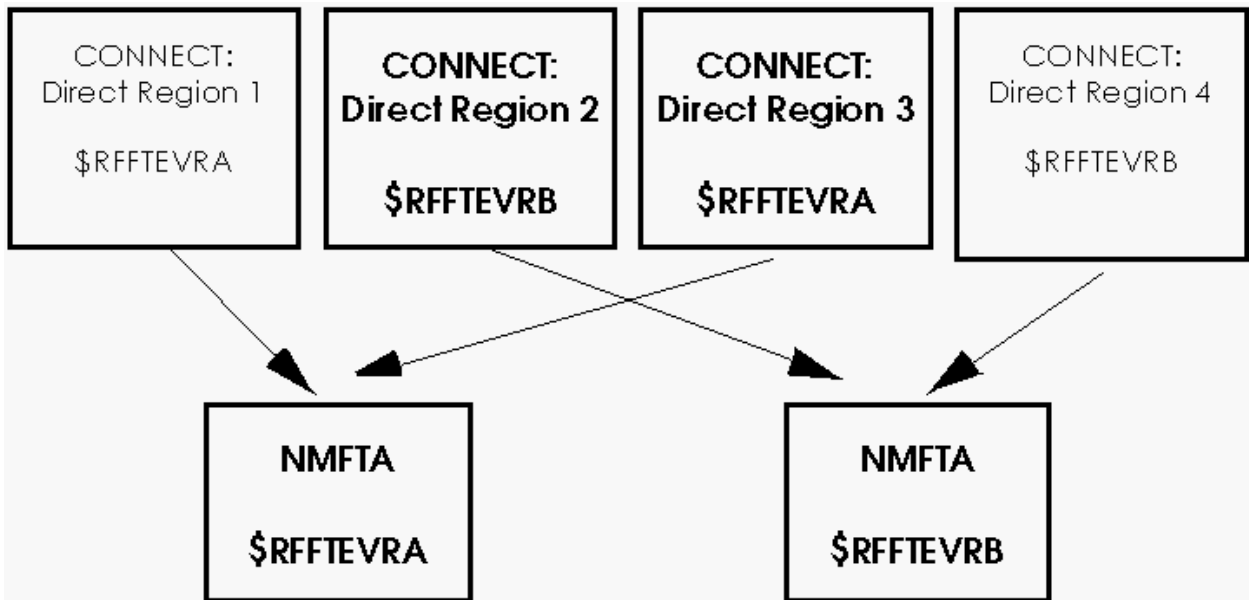 CONNECT:
Direct Region 1
$RFFTEVRA
CONNECT:
Direct Region 2
$RFFTEVRB
CONNECT:
Direct Region 3
$RFFTEVRA
CONNECT:
Direct Region 4
$RFFTEVRB
NMFTA
$RFFTEVRA
NMFTA
$RFFTEVRB